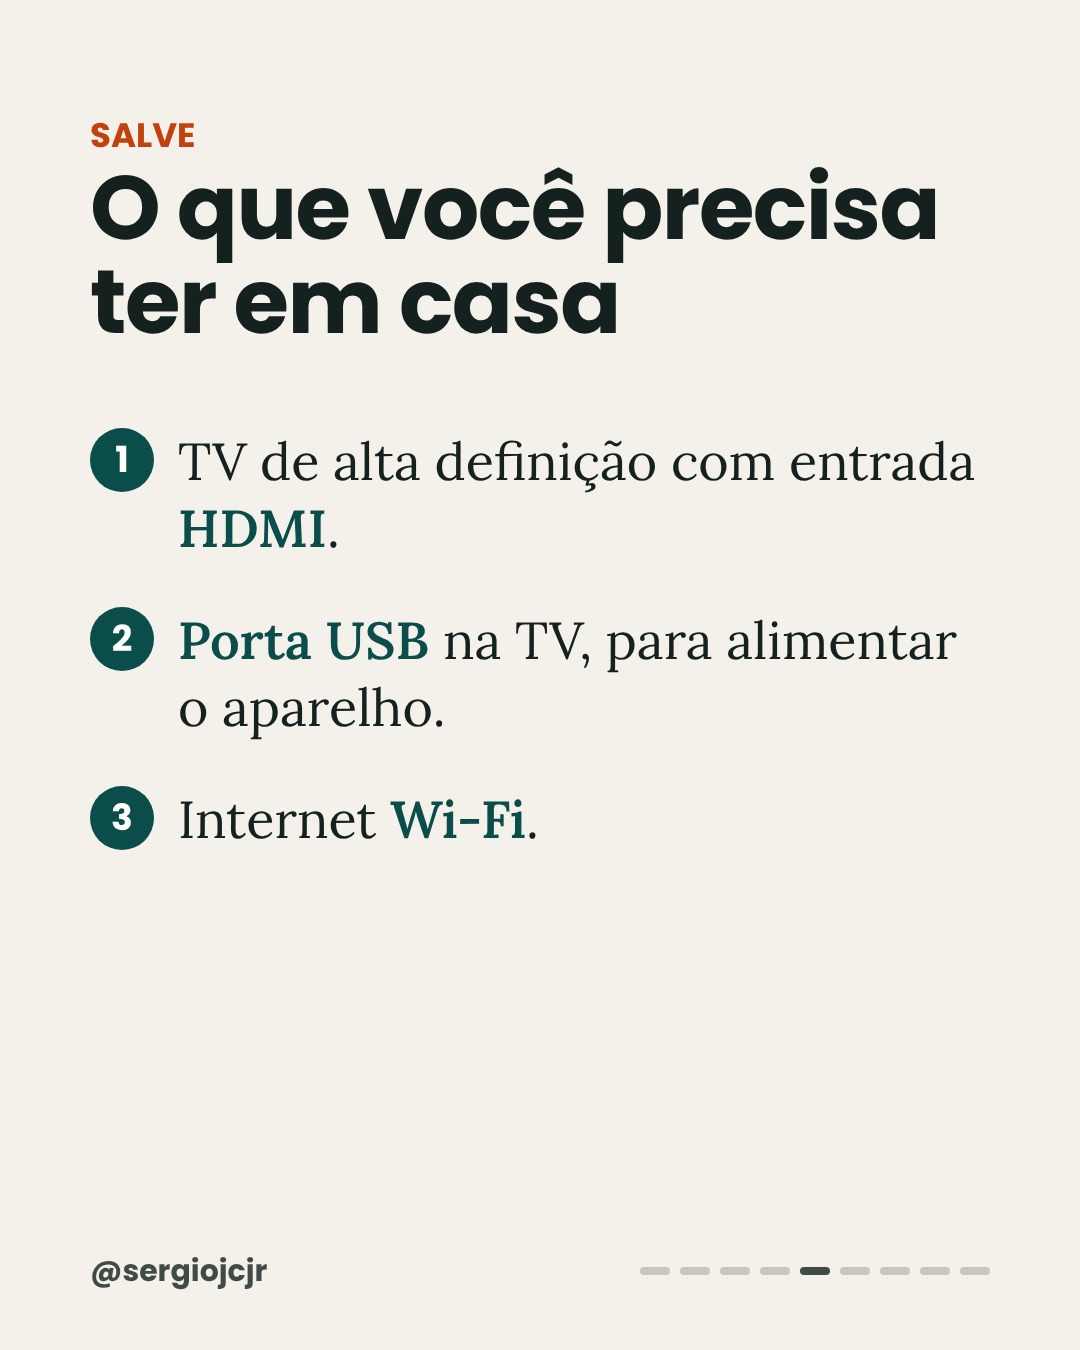 SALVE
O que você precisa
ter em casa
1 TV de alta definição com entrada
HDMI.
2 Porta USB na TV, para alimentar
o aparelho.
3 Internet Wi-Fi.
@sergiojcjr